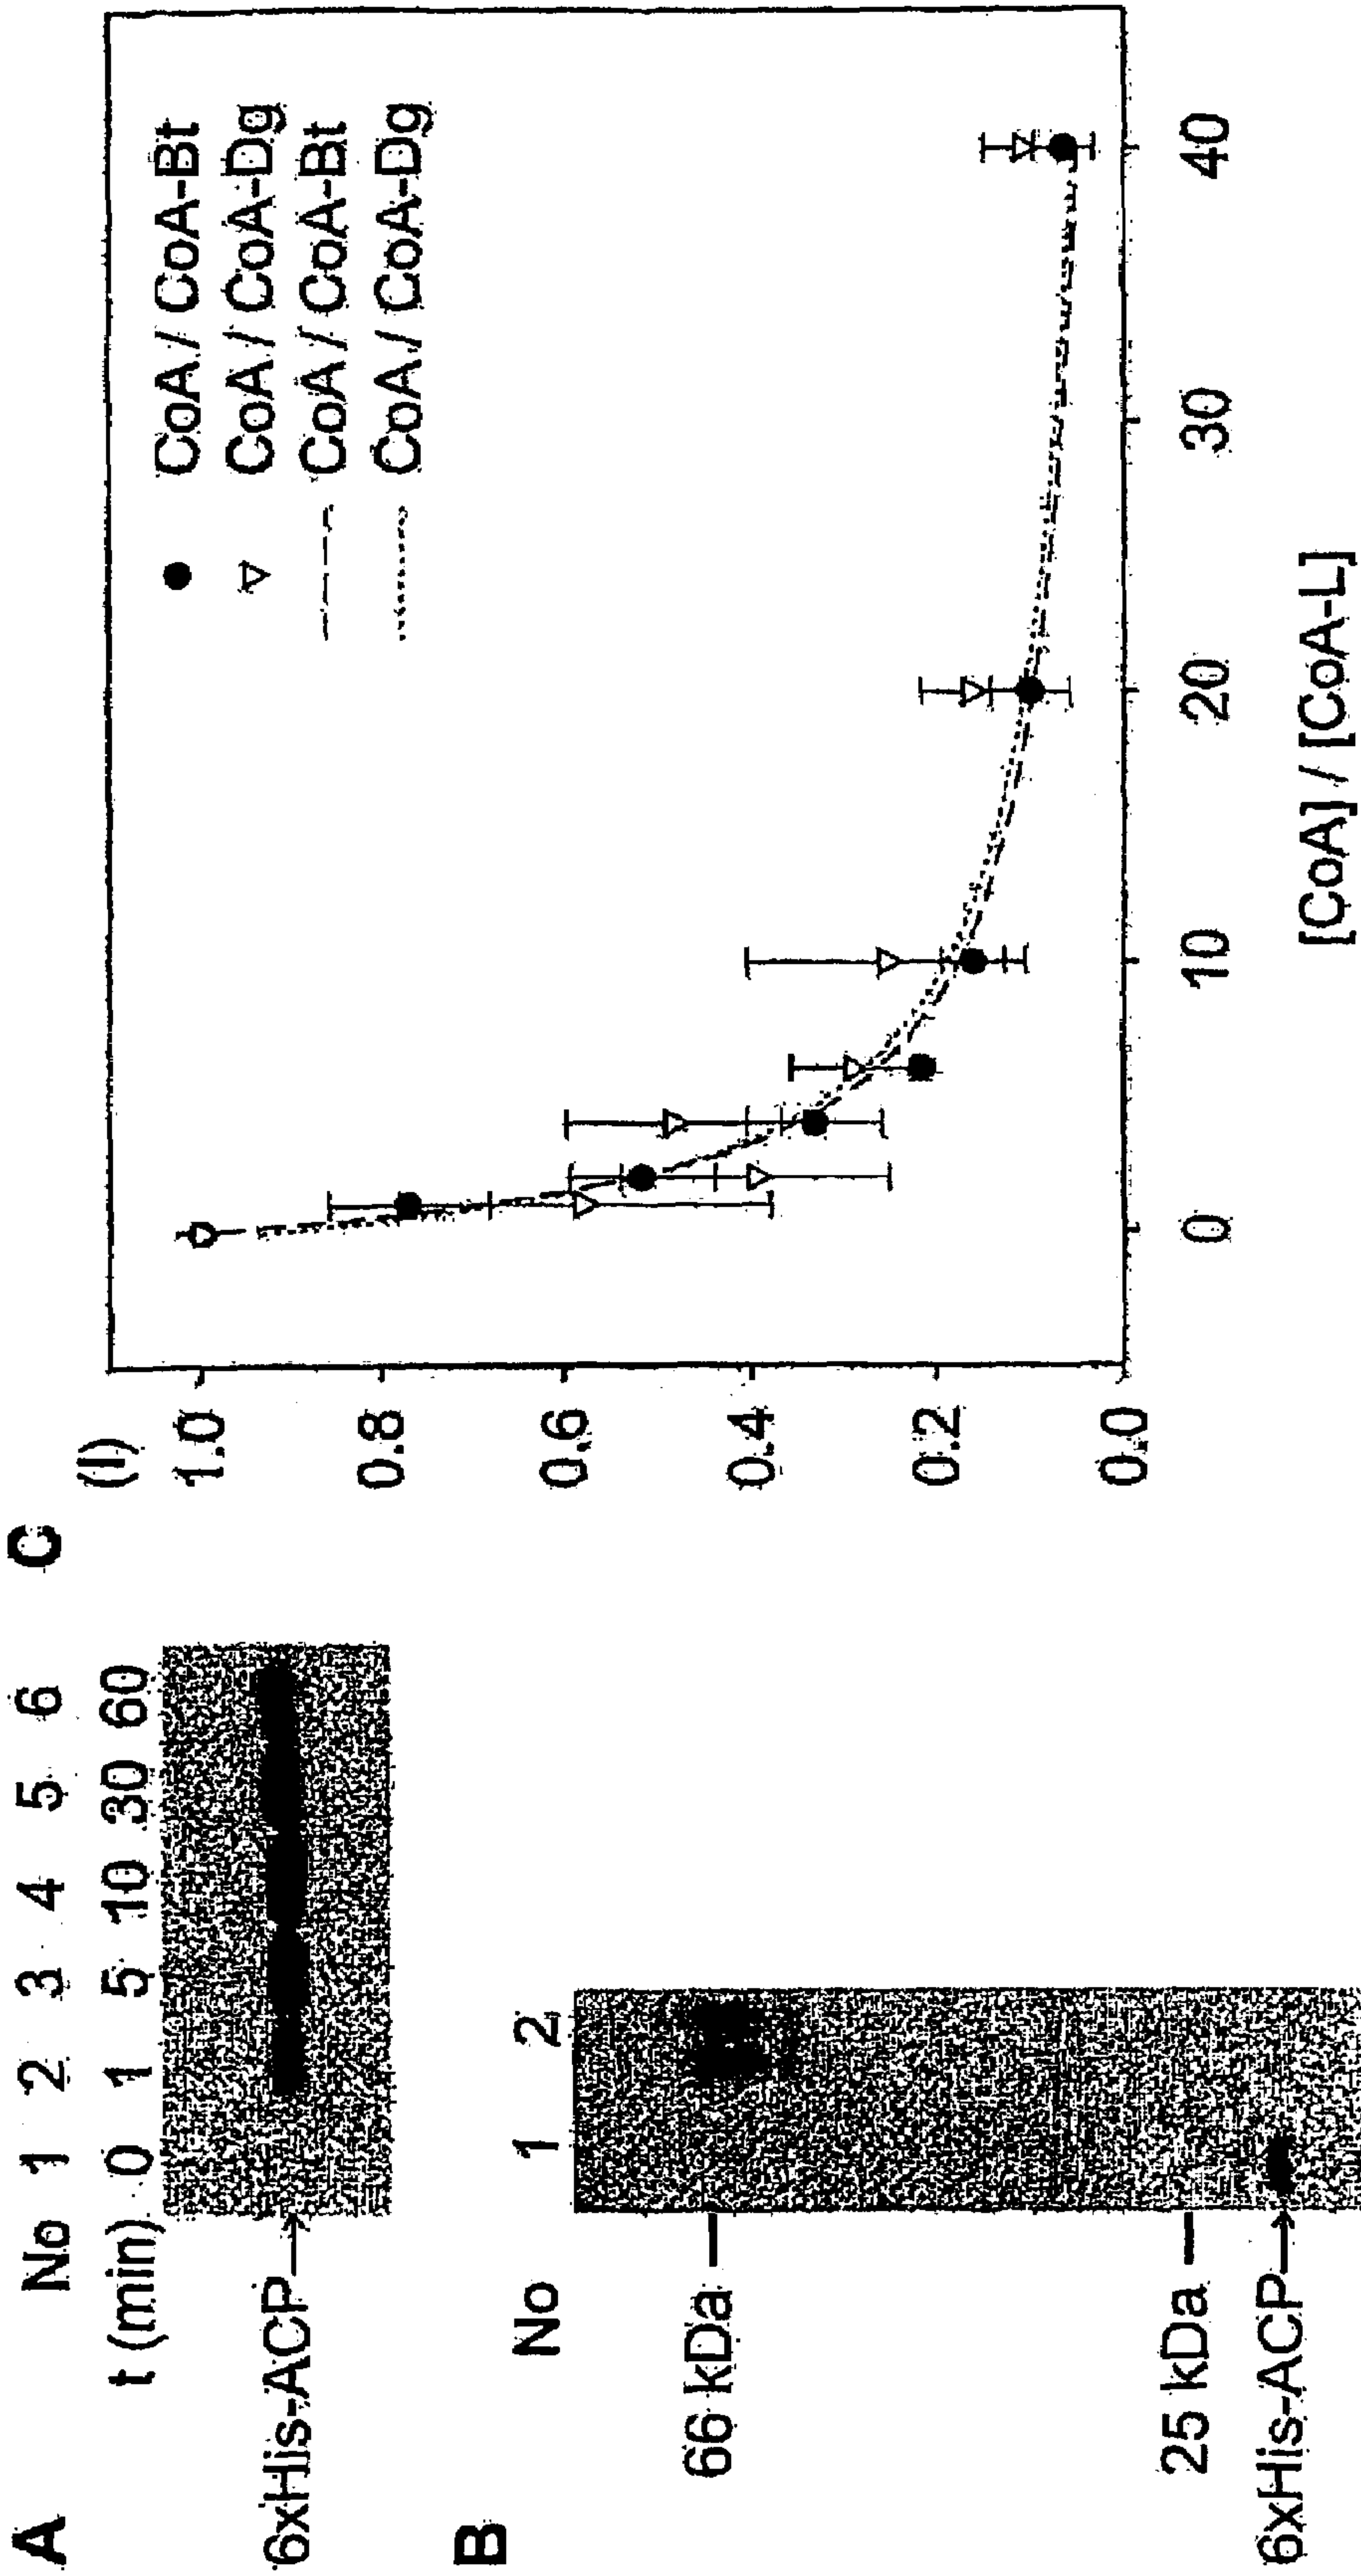 A
No 1 2 3 4 5 6
t (min) 0 1 5 10 30 60
6xHis-ACP
B
No 1 2
66 kDa
25 kDa
6xHis-ACP
C
(I)
1.0
0.8
0.6
0.4
0.2
0.0
CoA / CoA-Bt
CoA / CoA-Dg
CoA / CoA-Bt
CoA / CoA-Dg
0 10 20 30 40
[CoA] / [CoA-L]